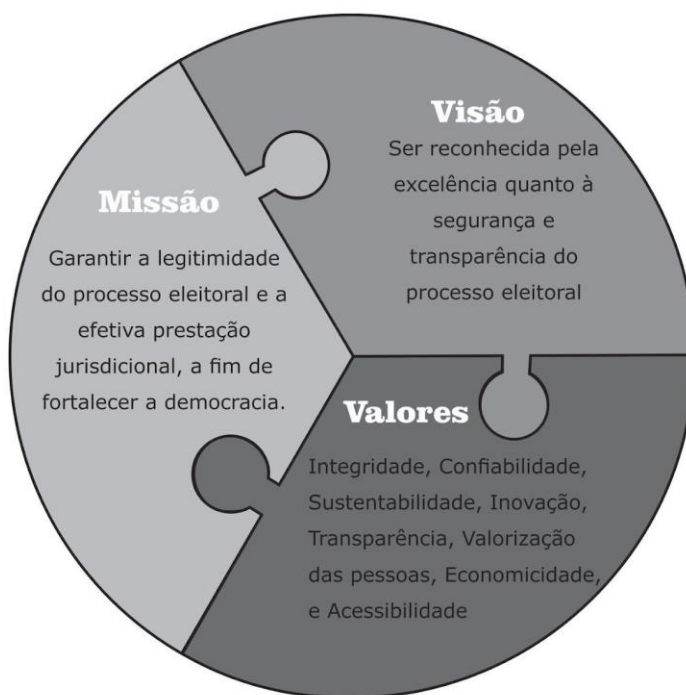 Missão
Garantir a legitimidade
do processo eleitoral e a
efetiva prestação
jurisdicional, a fim de
fortalecer a democracia.
Visão
Ser reconhecida pela
excelência quanto à
segurança e
transparência do
processo eleitoral
Valores
Integridade, Confiabilidade,
Sustentabilidade, Inovação,
Transparência, Valorização
das pessoas, Economicidade,
e Acessibilidade